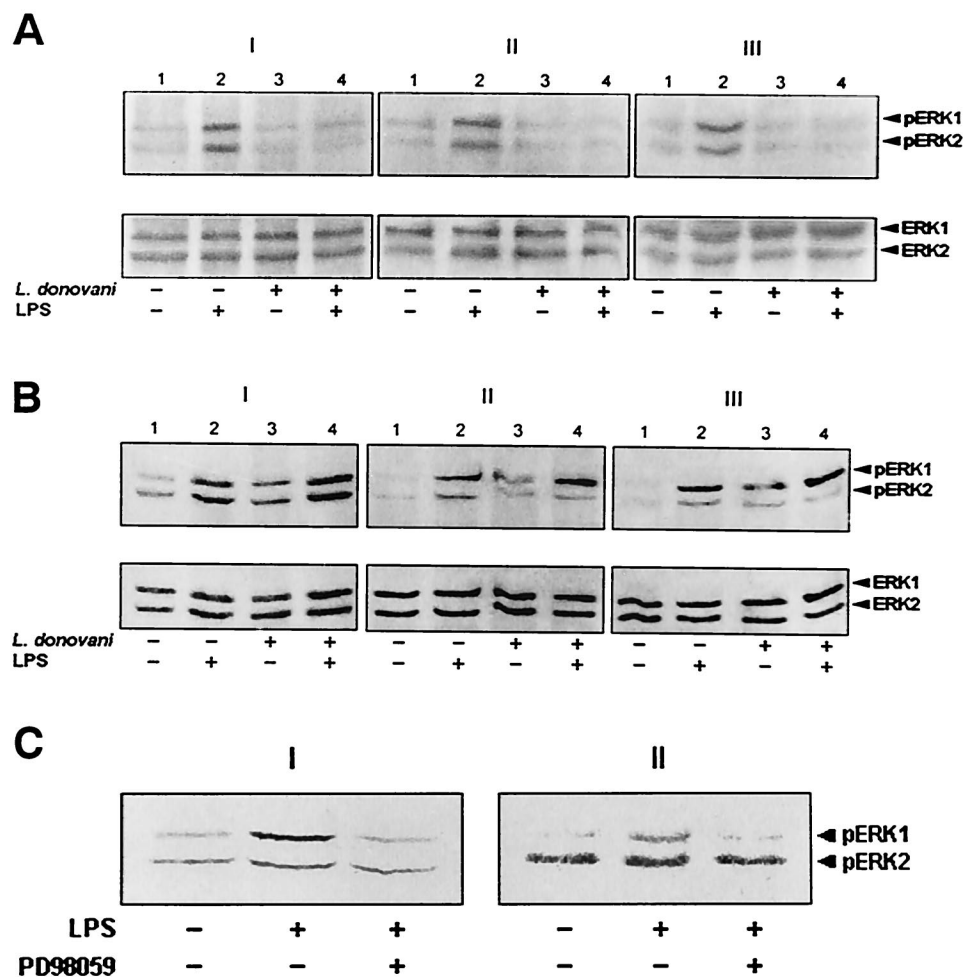 A
I II III
1 2 3 4 1 2 3 4 1 2 3 4
pERK1
pERK2
ERK1
ERK2
L. donovani – – + + – – + + – – + +
LPS – + – + – + – + – + – +
B
I II III
1 2 3 4 1 2 3 4 1 2 3 4
pERK1
pERK2
ERK1
ERK2
L. donovani – – + + – – + + – – + +
LPS – + – + – + – + – + – +
C
I II
pERK1
pERK2
LPS – + + – + +
PD98059 – – + – – +